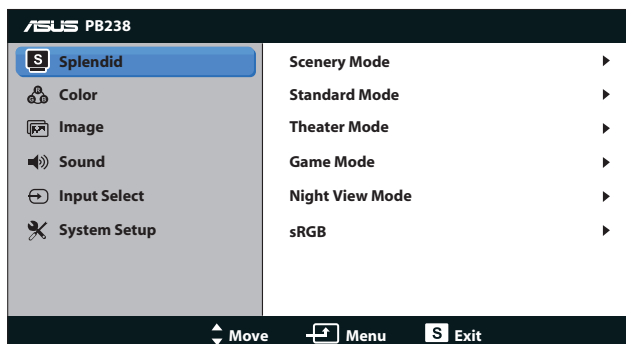 ASUS PB238
S Splendid
R G B Color
Image
Sound
Input Select
System Setup
Scenery Mode
Standard Mode
Theater Mode
Game Mode
Night View Mode
sRGB
Move Menu S Exit